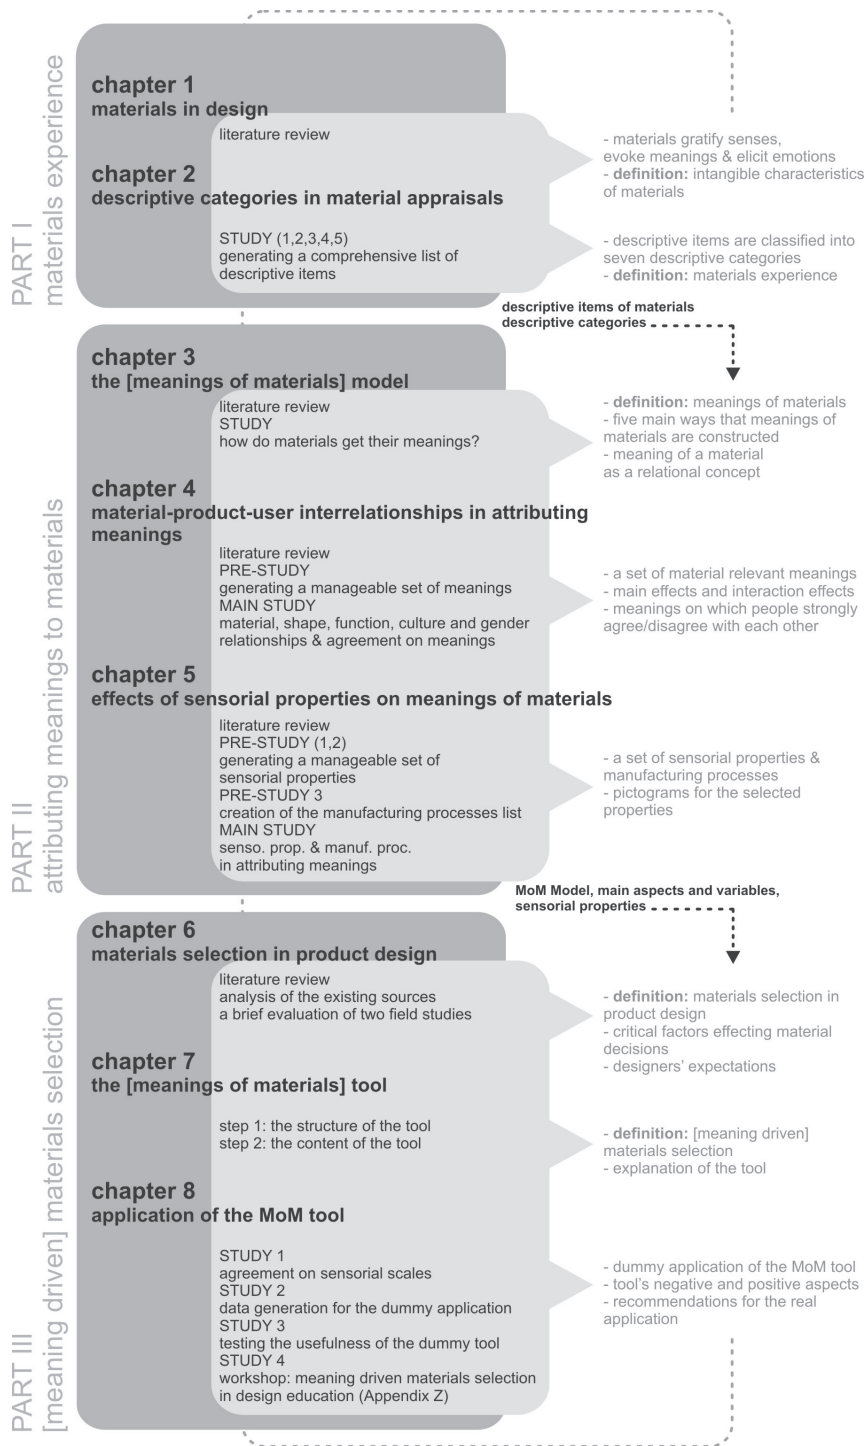 PART I
materials experience
chapter 1
materials in design
literature review
- materials gratify senses,
evoke meanings & elicit emotions
- definition: intangible characteristics
of materials
chapter 2
descriptive categories in material appraisals
STUDY (1,2,3,4,5)
generating a comprehensive list of
descriptive items
- descriptive items are classified into
seven descriptive categories
- definition: materials experience
descriptive items of materials
descriptive categories
PART II
attributing meanings to materials
chapter 3
the [meanings of materials] model
literature review
STUDY
how do materials get their meanings?
- definition: meanings of materials
- five main ways that meanings of
materials are constructed
- meaning of a material
as a relational concept
chapter 4
material-product-user interrelationships in attributing
meanings
literature review
PRE-STUDY
generating a manageable set of meanings
MAIN STUDY
material, shape, function, culture and gender
relationships & agreement on meanings
- a set of material relevant meanings
- main effects and interaction effects
- meanings on which people strongly
agree/disagree with each other
chapter 5
effects of sensorial properties on meanings of materials
literature review
PRE-STUDY (1,2)
generating a manageable set of
sensorial properties
PRE-STUDY 3
creation of the manufacturing processes list
MAIN STUDY
senso. prop. & manuf. proc.
in attributing meanings
- a set of sensorial properties &
manufacturing processes
- pictograms for the selected
properties
MoM Model, main aspects and variables,
sensorial properties
PART III
[meaning driven] materials selection
chapter 6
materials selection in product design
literature review
analysis of the existing sources
a brief evaluation of two field studies
- definition: materials selection in
product design
- critical factors effecting material
decisions
- designers' expectations
chapter 7
the [meanings of materials] tool
step 1: the structure of the tool
step 2: the content of the tool
- definition: [meaning driven]
materials selection
- explanation of the tool
chapter 8
application of the MoM tool
STUDY 1
agreement on sensorial scales
STUDY 2
data generation for the dummy application
STUDY 3
testing the usefulness of the dummy tool
STUDY 4
workshop: meaning driven materials selection
in design education (Appendix Z)
- dummy application of the MoM tool
- tool's negative and positive aspects
- recommendations for the real
application